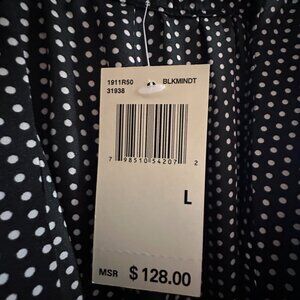 1911R50 BLKMINDT
31938
7 98510 54207 2
L
MSR $128.00